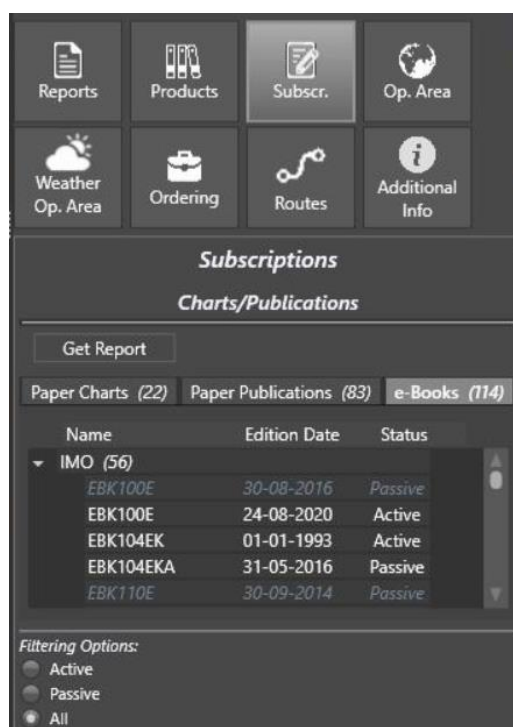 Reports Products Subscr. Op. Area
Weather Op. Area Ordering Routes Additional Info
Subscriptions
Charts/Publications
Get Report
Paper Charts (22) Paper Publications (83) e-Books (114)
Name Edition Date Status
IMO (56)
EBK100E 30-08-2016 Passive
EBK100E 24-08-2020 Active
EBK104EK 01-01-1993 Active
EBK104EKA 31-05-2016 Passive
EBK110E 30-09-2014 Passive
Filtering Options:
Active
Passive
All